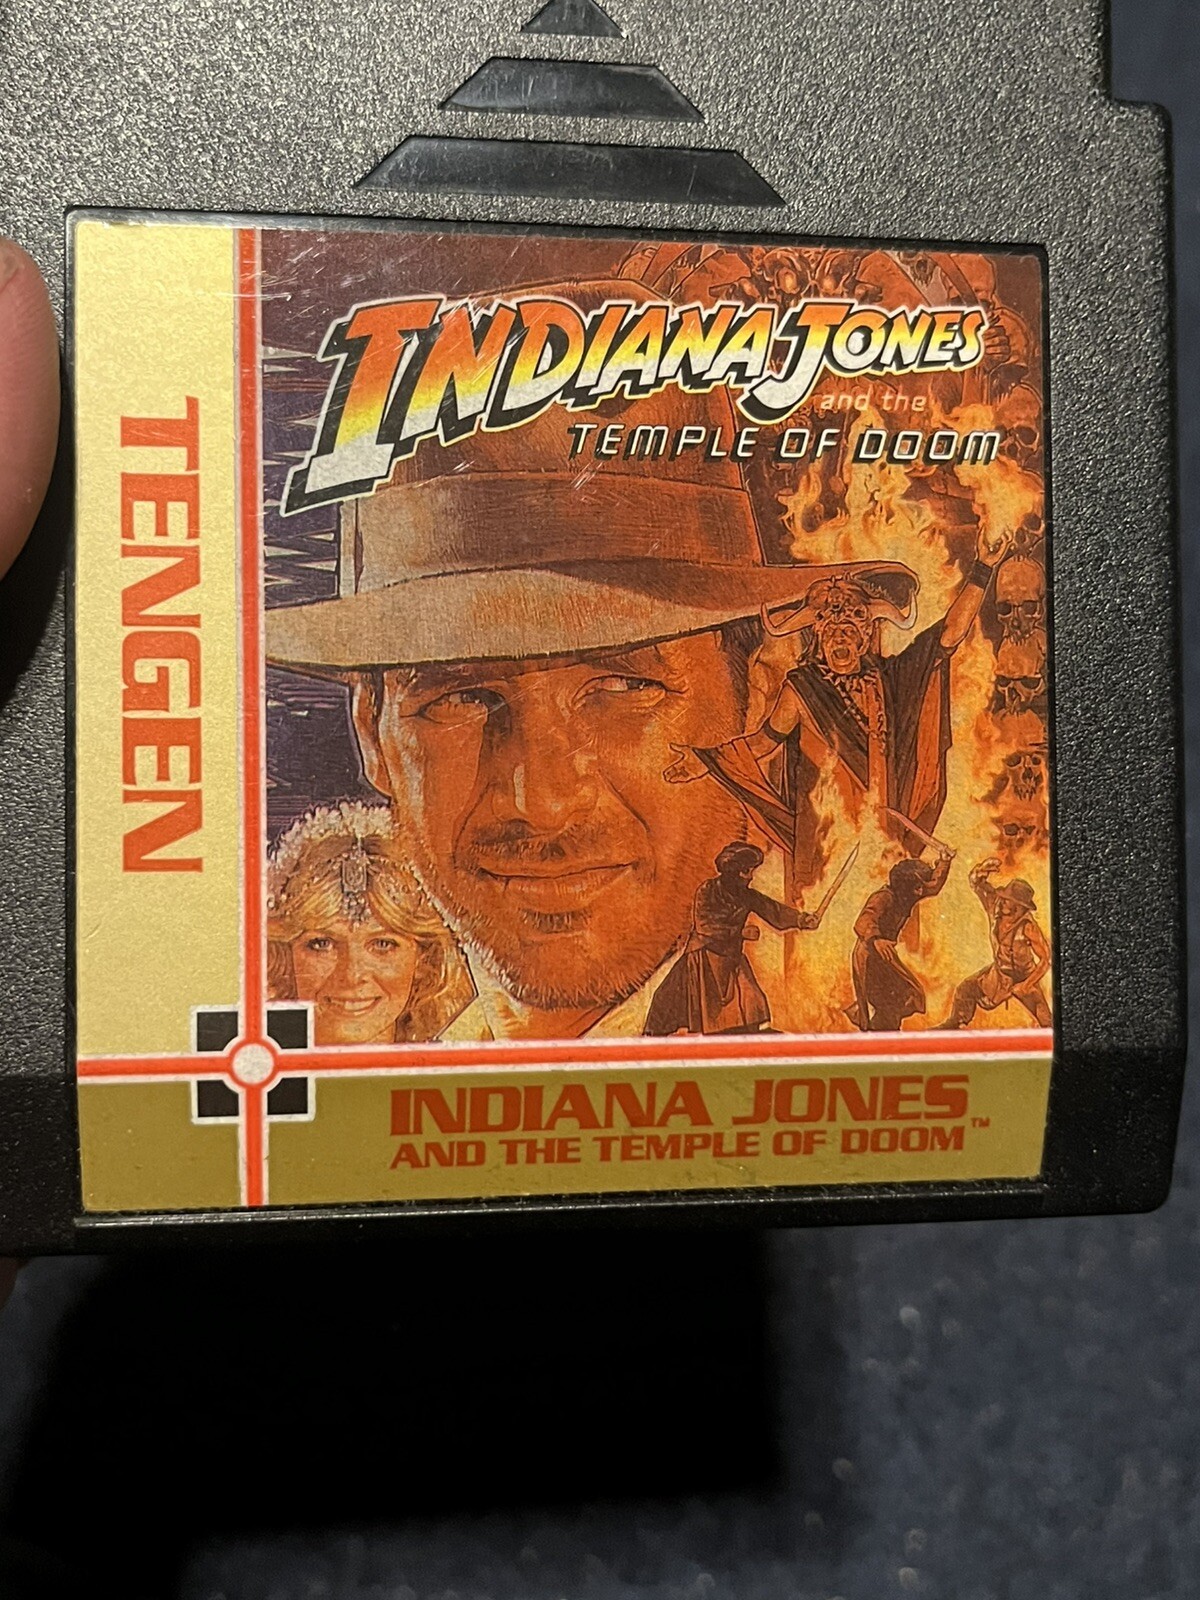 TENGEN
INDIANA JONES
and the
TEMPLE OF DOOM
INDIANA JONES
AND THE TEMPLE OF DOOM™